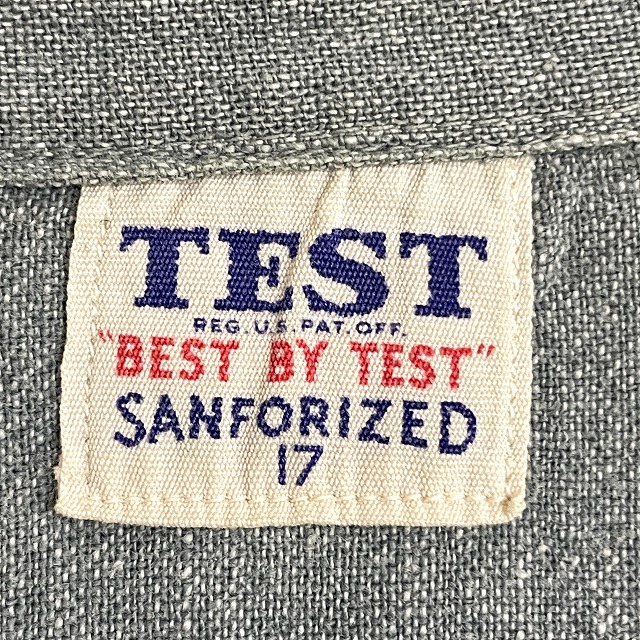 TEST
REG. U.S. PAT. OFF.
"BEST BY TEST"
SANFORIZED
17